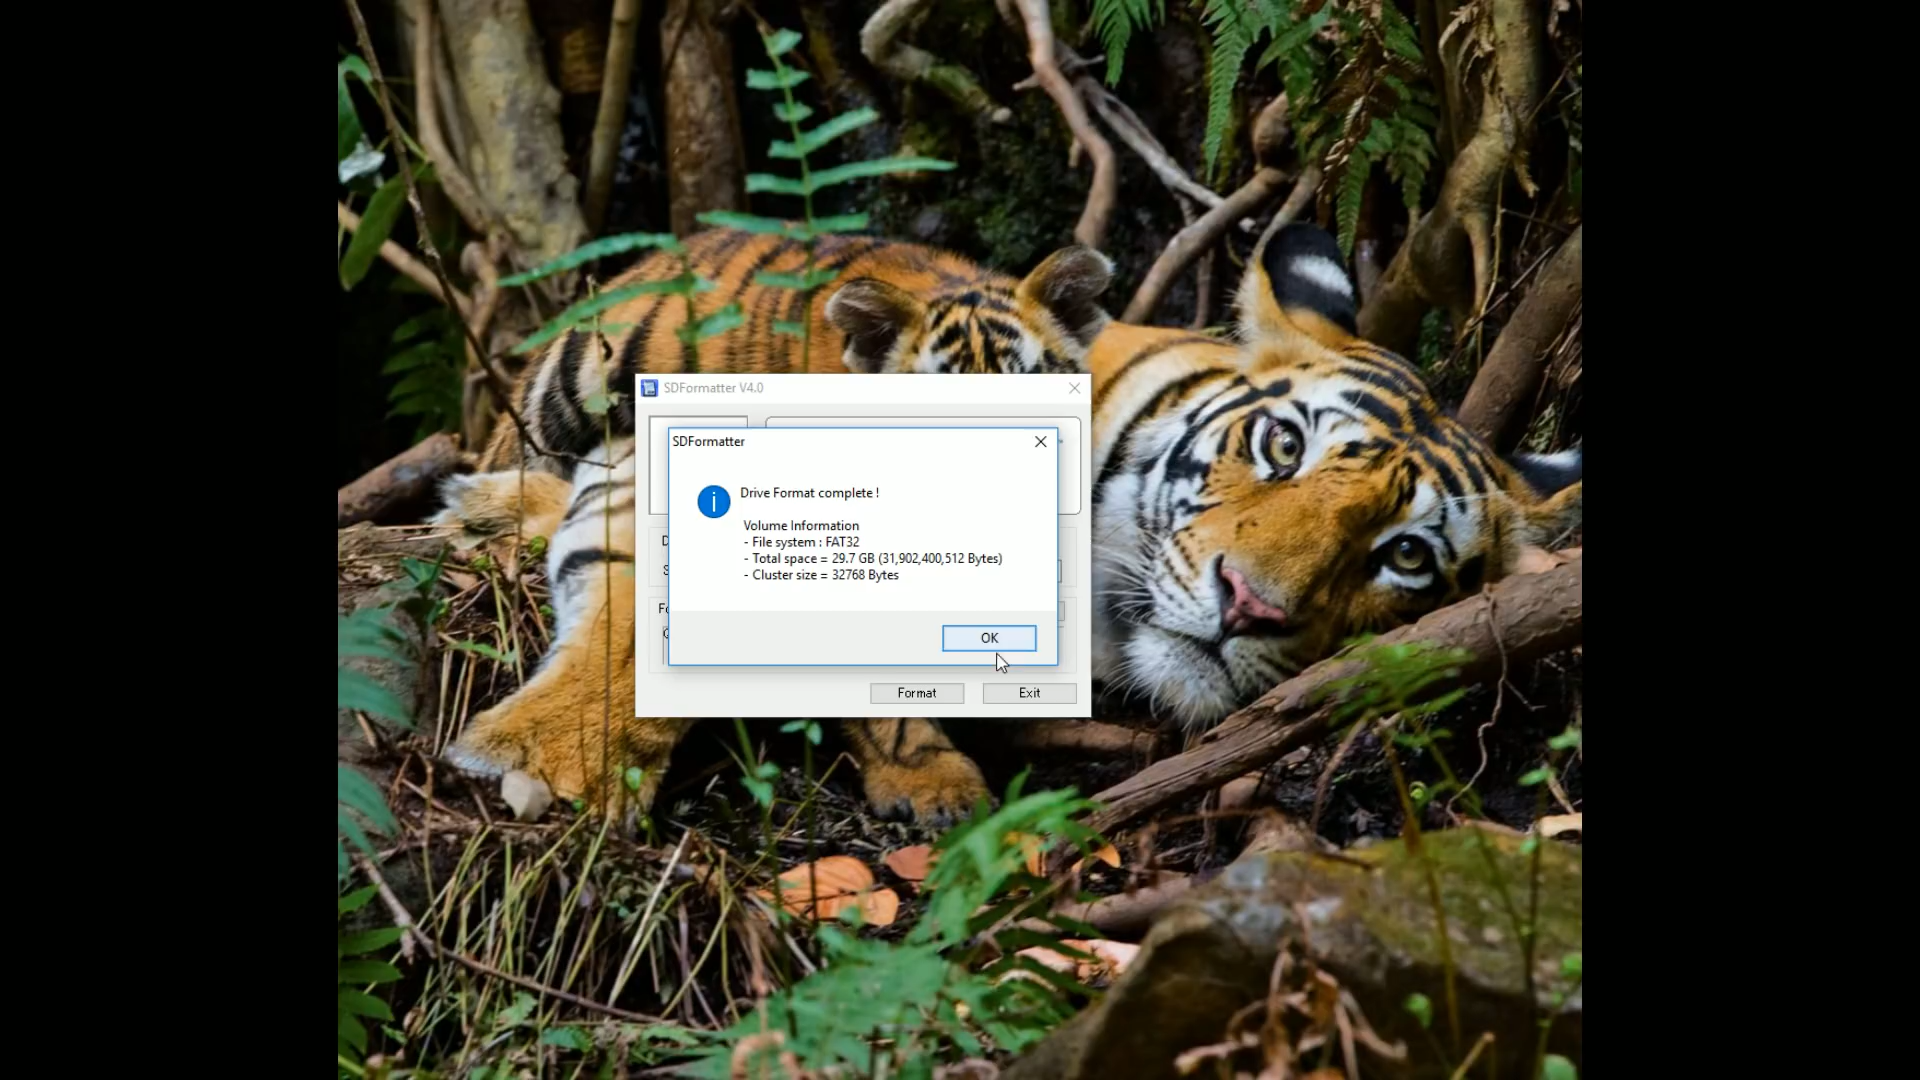 SDFormatter V4.0
SDFormatter
Drive Format complete !
Volume Information
- File system : FAT32
- Total space = 29.7 GB (31,902,400,512 Bytes)
- Cluster size = 32768 Bytes
OK
Format
Exit